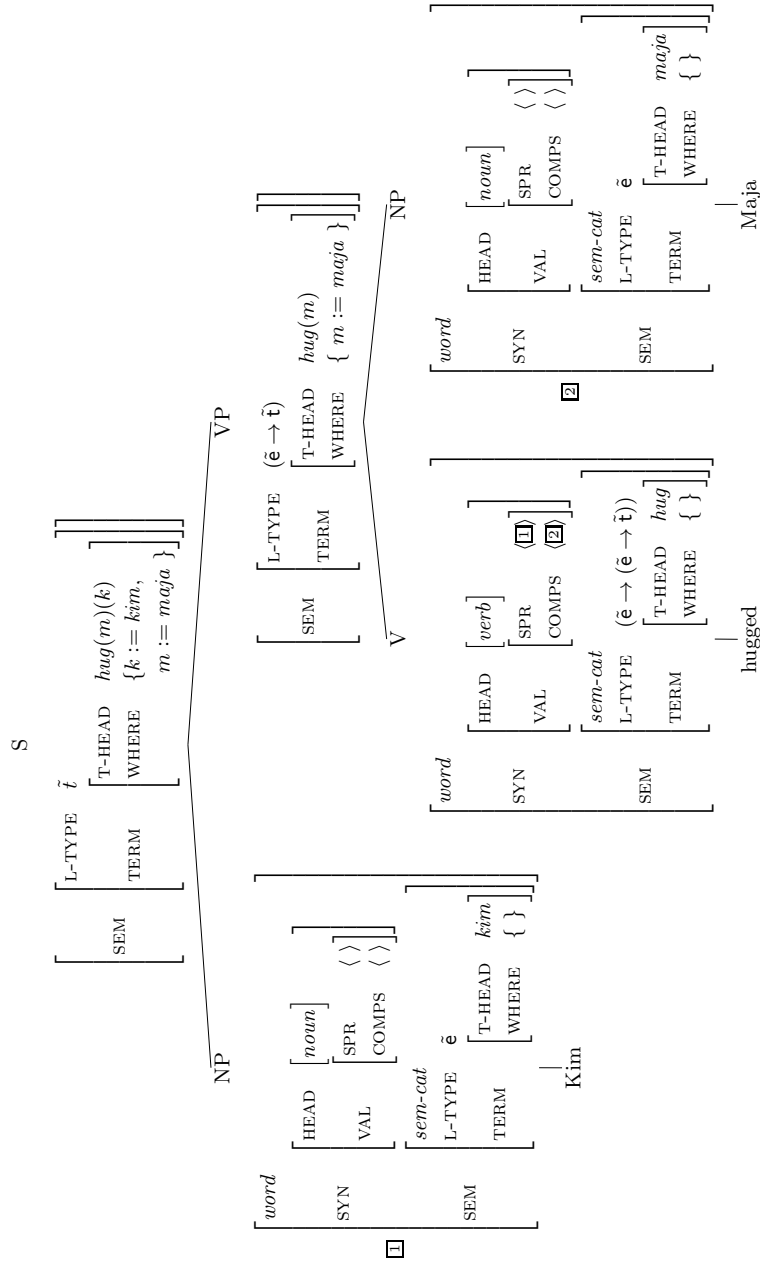 S
L-TYPE t̃
SEM
TERM
T-HEAD hug(m)(k)
WHERE {k := kim,
m := maja }
NP VP
1
word
SYN
HEAD [noun]
VAL
SPR ⟨ ⟩
COMPS ⟨ ⟩
SEM
sem-cat
L-TYPE ẽ
TERM
T-HEAD kim
WHERE { }
Kim
SEM
L-TYPE (ẽ → t̃)
TERM
T-HEAD hug(m)
WHERE { m := maja }
V NP
word
SYN
HEAD [verb]
VAL
SPR ⟨1⟩
COMPS ⟨2⟩
SEM
sem-cat
L-TYPE (ẽ → (ẽ → t̃))
TERM
T-HEAD hug
WHERE { }
hugged
2
word
SYN
HEAD [noun]
VAL
SPR ⟨ ⟩
COMPS ⟨ ⟩
SEM
sem-cat
L-TYPE ẽ
TERM
T-HEAD maja
WHERE { }
Maja